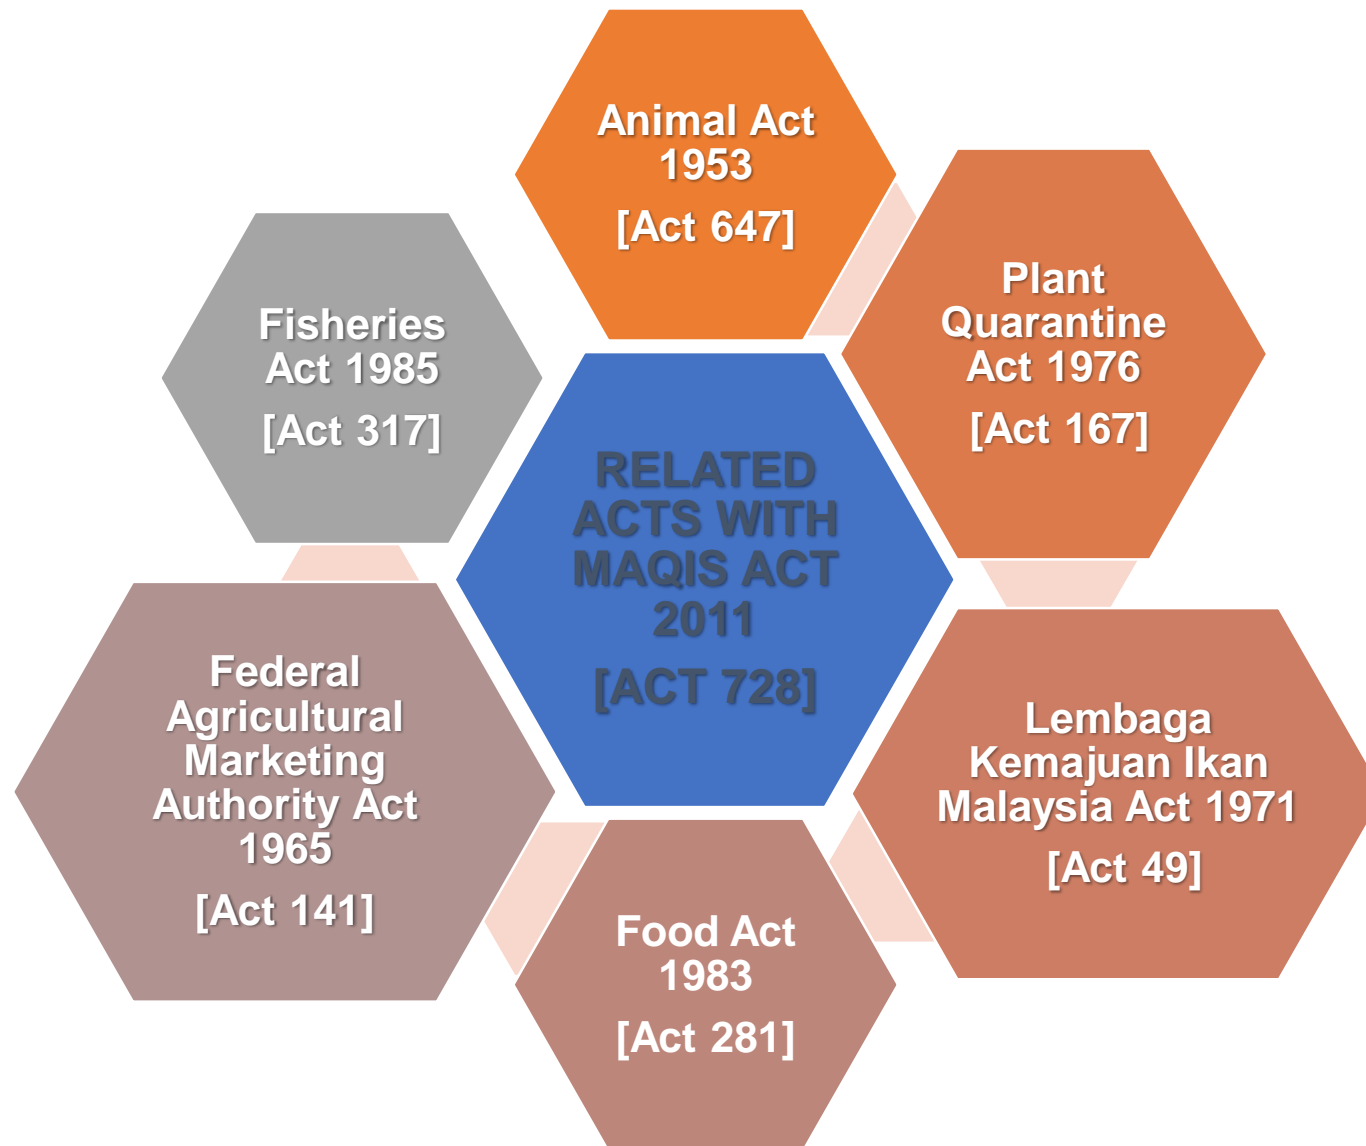 Animal Act
1953
[Act 647]
Plant
Quarantine
Act 1976
[Act 167]
Fisheries
Act 1985
[Act 317]
RELATED
ACTS WITH
MAQIS ACT
2011
[ACT 728]
Federal
Agricultural
Marketing
Authority Act
1965
[Act 141]
Lembaga
Kemajuan Ikan
Malaysia Act 1971
[Act 49]
Food Act
1983
[Act 281]